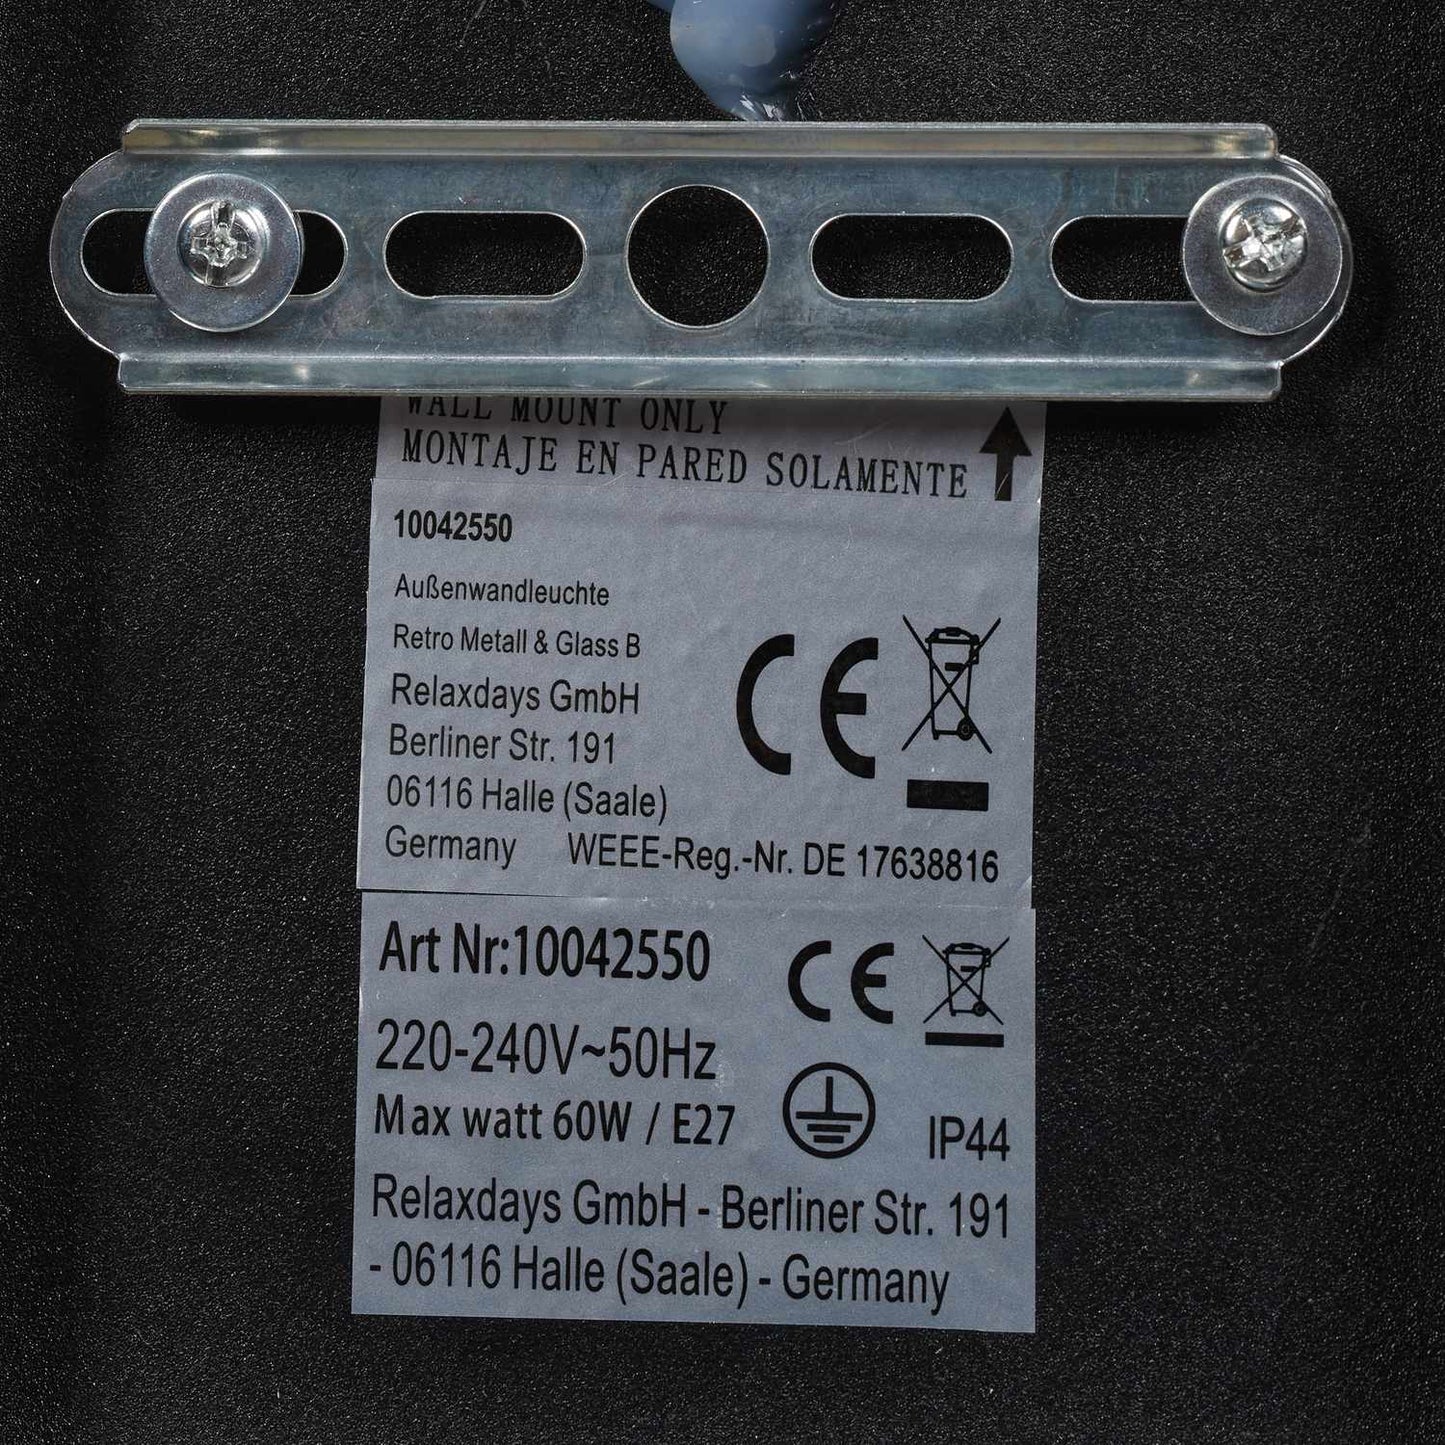 WALL MOUNT ONLY
MONTAJE EN PARED SOLAMENTE
10042550
Außenwandleuchte
Retro Metall & Glass B
Relaxdays GmbH
Berliner Str. 191
06116 Halle (Saale)
Germany WEEE-Reg.-Nr. DE 17638816
CE
Art Nr:10042550
CE
220-240V~50Hz
Max watt 60W / E27
IP44
Relaxdays GmbH - Berliner Str. 191
- 06116 Halle (Saale) - Germany